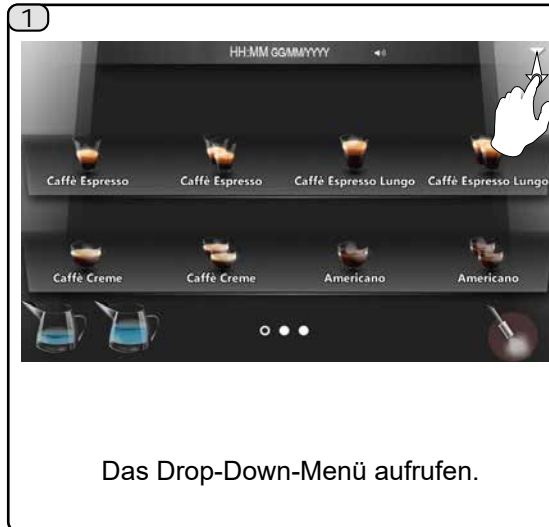 1
HH:MM GG/MM/YYYY
Caffè Espresso Caffè Espresso Caffè Espresso Lungo Caffè Espresso Lungo
Caffè Creme Caffè Creme Americano Americano
Das Drop-Down-Menü aufrufen.